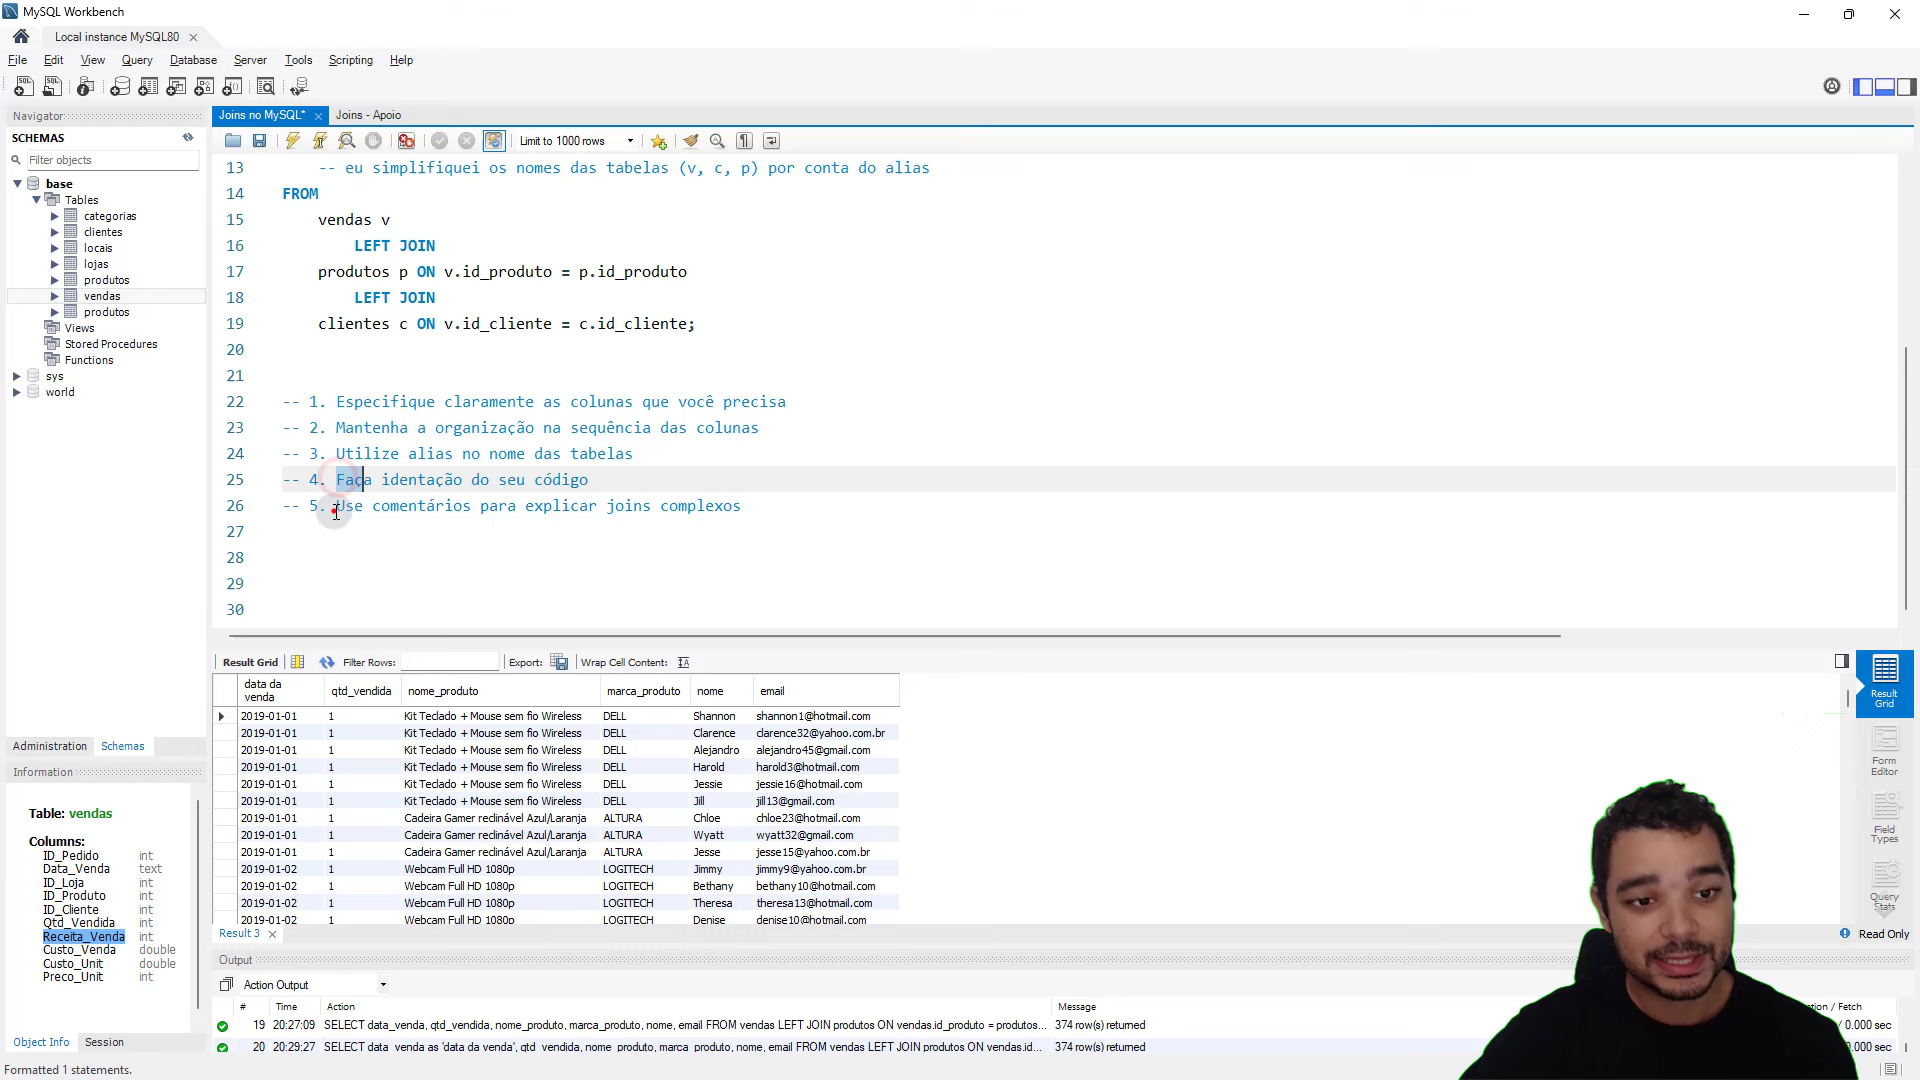 MySQL Workbench
Local instance MySQL80
File Edit View Query Database Server Tools Scripting Help
Navigator
SCHEMAS
Filter objects
base
Tables
categorias
clientes
locais
lojas
produtos
vendas
produtos
Views
Stored Procedures
Functions
sys
world
Administration Schemas
Information
Table: vendas
Columns:
ID_Pedido int
Data_Venda text
ID_Loja int
ID_Produto int
ID_Cliente int
Qtd_Vendida int
Receita_Venda int
Custo_Venda double
Custo_Unit double
Preco_Unit int
Object Info Session
Formatted 1 statements.
Joins no MySQL* Joins - Apoio
Limit to 1000 rows
13 -- eu simplifiquei os nomes das tabelas (v, c, p) por conta do alias
14 FROM
15 vendas v
16 LEFT JOIN
17 produtos p ON v.id_produto = p.id_produto
18 LEFT JOIN
19 clientes c ON v.id_cliente = c.id_cliente;
20
21
22 -- 1. Especifique claramente as colunas que você precisa
23 -- 2. Mantenha a organização na sequência das colunas
24 -- 3. Utilize alias no nome das tabelas
25 -- 4. Faça identação do seu código
26 -- 5. Use comentários para explicar joins complexos
27
28
29
30
Result Grid Filter Rows: Export: Wrap Cell Content:
data da venda qtd_vendida nome_produto marca_produto nome email
2019-01-01 1 Kit Teclado + Mouse sem fio Wireless DELL Shannon shannon1@hotmail.com
2019-01-01 1 Kit Teclado + Mouse sem fio Wireless DELL Clarence clarence32@yahoo.com.br
2019-01-01 1 Kit Teclado + Mouse sem fio Wireless DELL Alejandro alejandro45@gmail.com
2019-01-01 1 Kit Teclado + Mouse sem fio Wireless DELL Harold harold3@hotmail.com
2019-01-01 1 Kit Teclado + Mouse sem fio Wireless DELL Jessie jessie16@hotmail.com
2019-01-01 1 Kit Teclado + Mouse sem fio Wireless DELL Jill jill13@gmail.com
2019-01-01 1 Cadeira Gamer reclinável Azul/Laranja ALTURA Chloe chloe23@hotmail.com
2019-01-01 1 Cadeira Gamer reclinável Azul/Laranja ALTURA Wyatt wyatt32@gmail.com
2019-01-01 1 Cadeira Gamer reclinável Azul/Laranja ALTURA Jesse jesse15@yahoo.com.br
2019-01-02 1 Webcam Full HD 1080p LOGITECH Jimmy jimmy9@yahoo.com.br
2019-01-02 1 Webcam Full HD 1080p LOGITECH Bethany bethany10@hotmail.com
2019-01-02 1 Webcam Full HD 1080p LOGITECH Theresa theresa13@hotmail.com
2019-01-02 1 Webcam Full HD 1080p LOGITECH Denise denise10@hotmail.com
Result Grid
Form Editor
Field Types
Query Stats
Result 3 Read Only
Output
Action Output
# Time Action Message / Fetch
19 20:27:09 SELECT data_venda, qtd_vendida, nome_produto, marca_produto, nome, email FROM vendas LEFT JOIN produtos ON vendas.id_produto = produtos... 374 row(s) returned / 0.000 sec
20 20:29:27 SELECT data_venda as 'data da venda', qtd_vendida, nome_produto, marca_produto, nome, email FROM vendas LEFT JOIN produtos ON vendas.id... 374 row(s) returned 0.000 sec